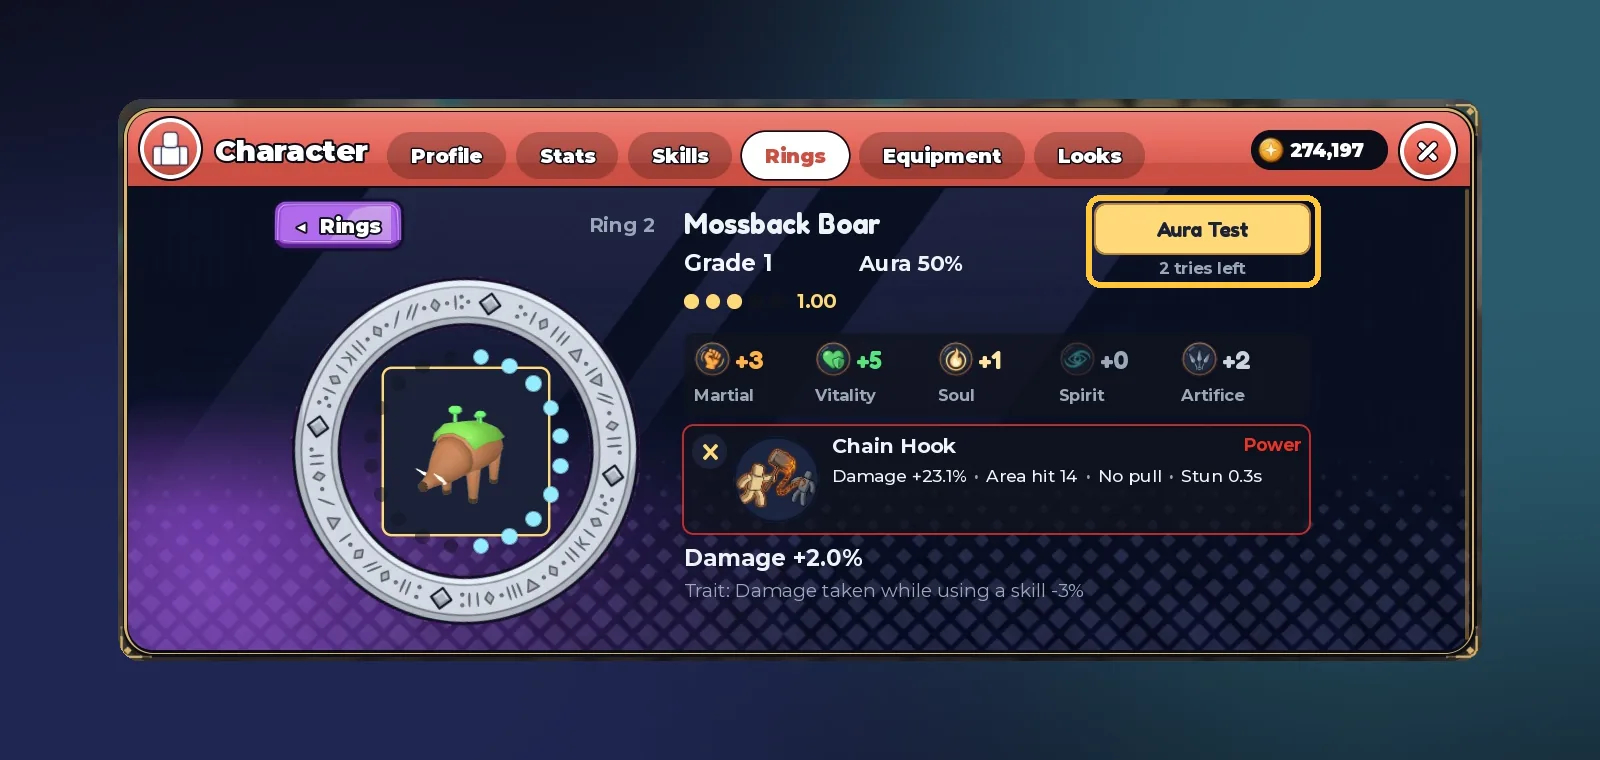 Character
Profile
Stats
Skills
Rings
Equipment
Looks
274,197
Rings
Ring 2
Mossback Boar
Grade 1
Aura 50%
1.00
Aura Test
2 tries left
+3
+5
+1
+0
+2
Martial
Vitality
Soul
Spirit
Artifice
Chain Hook
Power
Damage +23.1% • Area hit 14 • No pull • Stun 0.3s
Damage +2.0%
Trait: Damage taken while using a skill -3%